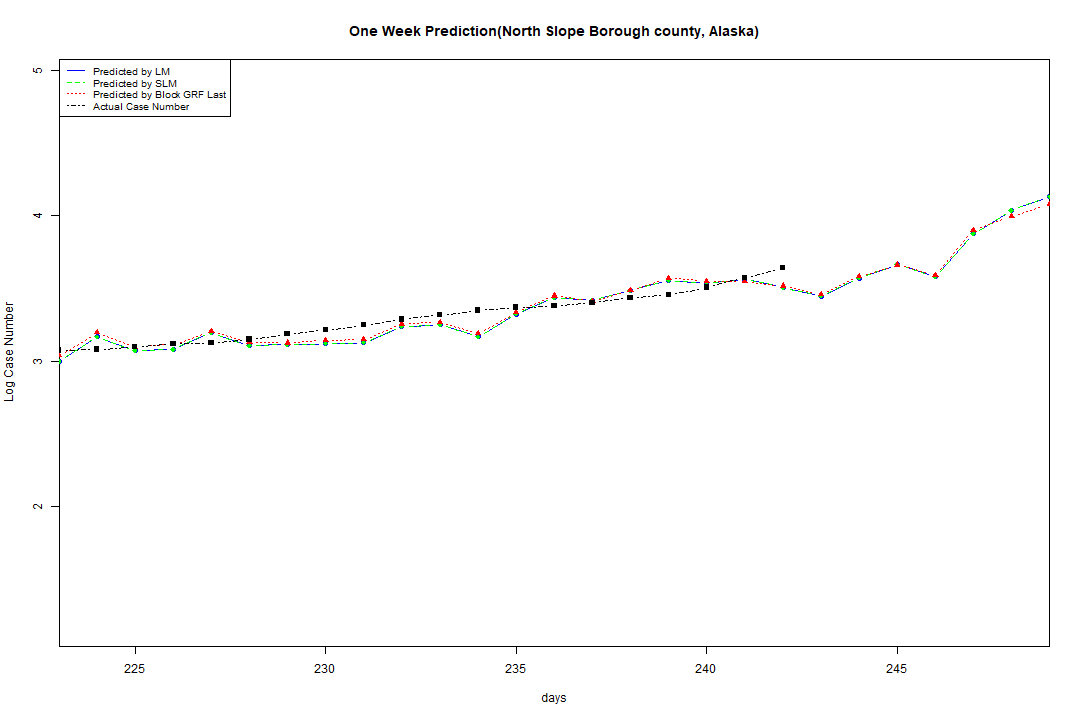 One Week Prediction(North Slope Borough county, Alaska)
Predicted by LM
Predicted by SLM
Predicted by Block GRF Last
Actual Case Number
5
4
3
2
Log Case Number
225 230 235 240 245
days